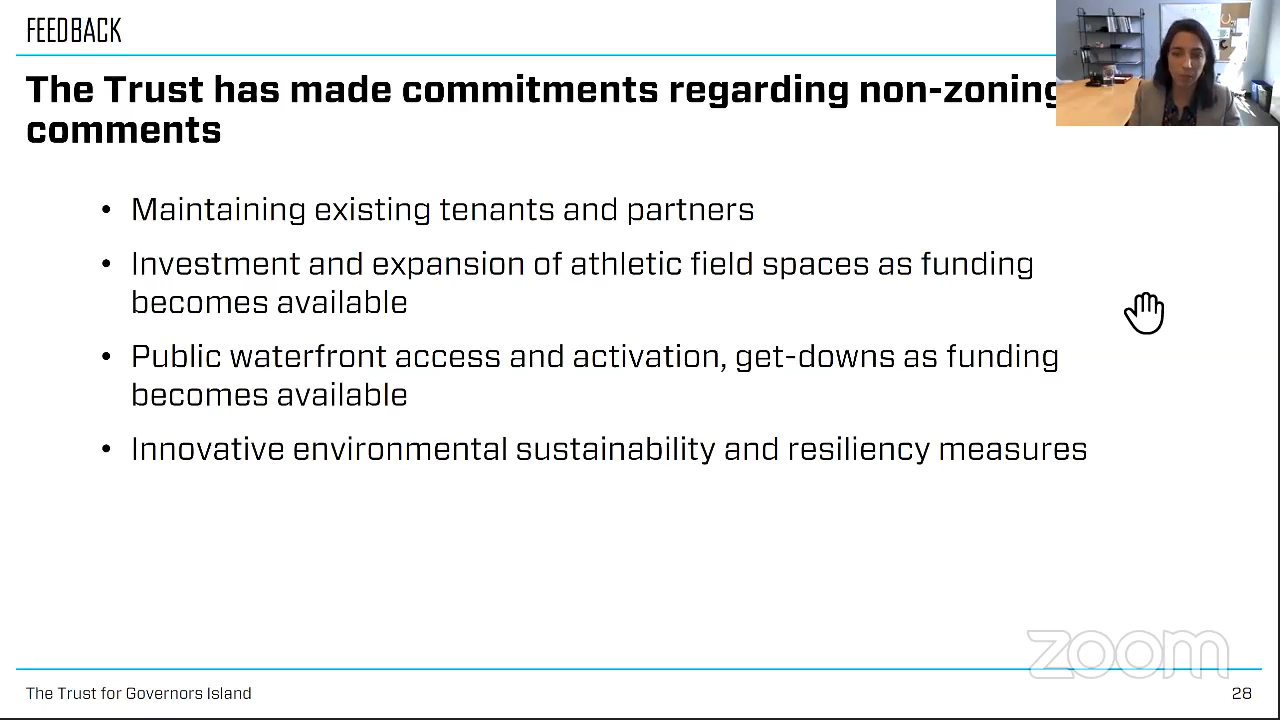 FEEDBACK
The Trust has made commitments regarding non-zoning
comments
• Maintaining existing tenants and partners
• Investment and expansion of athletic field spaces as funding
becomes available
• Public waterfront access and activation, get-downs as funding
becomes available
• Innovative environmental sustainability and resiliency measures
zoom
The Trust for Governors Island
28